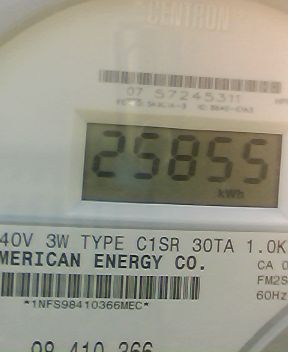 CENTRON
07 57245311
25855
kWh
40V 3W TYPE C1SR 30TA 1.0K
MERICAN ENERGY CO.
CA 0
FM2S
60Hz
*1NFS98410366MEC*
98 410 366